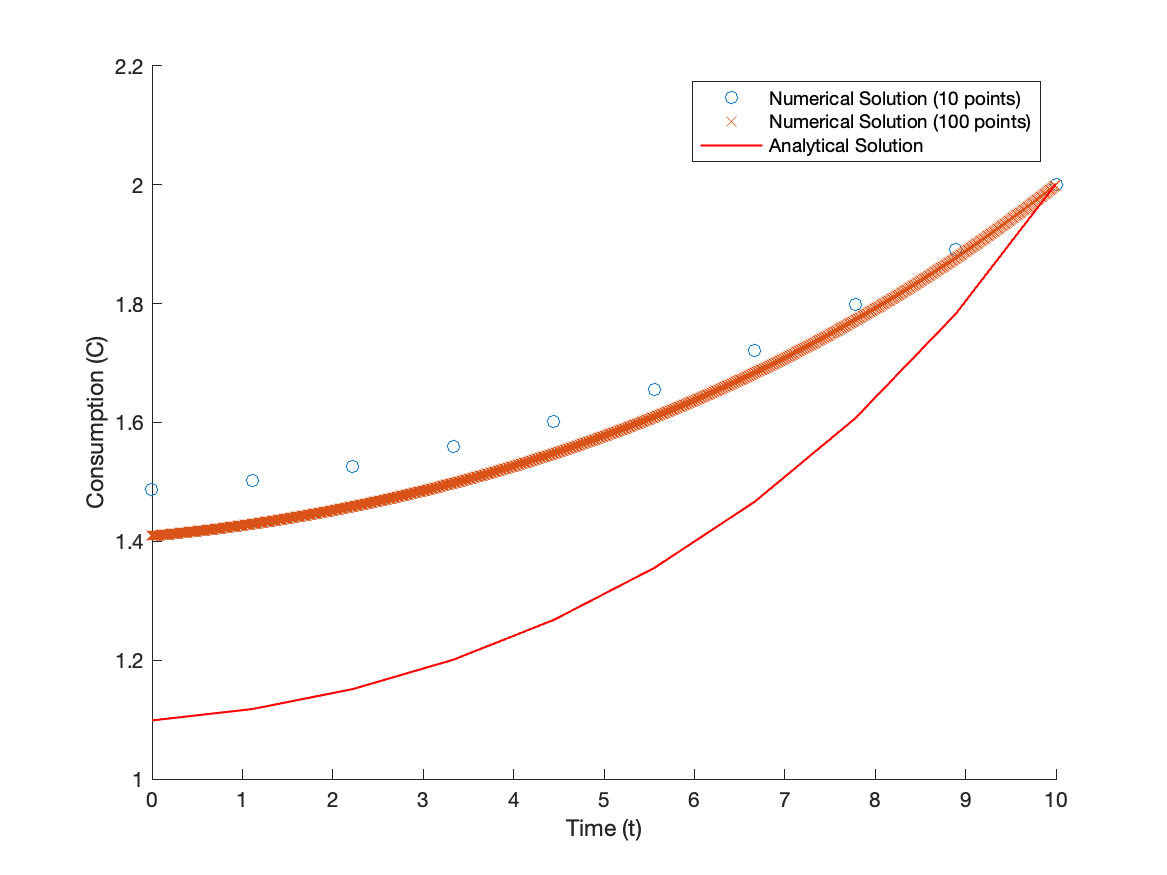 2.2
2
1.8
1.6
1.4
1.2
1
Consumption (C)
Numerical Solution (10 points)
Numerical Solution (100 points)
Analytical Solution
0 1 2 3 4 5 6 7 8 9 10
Time (t)